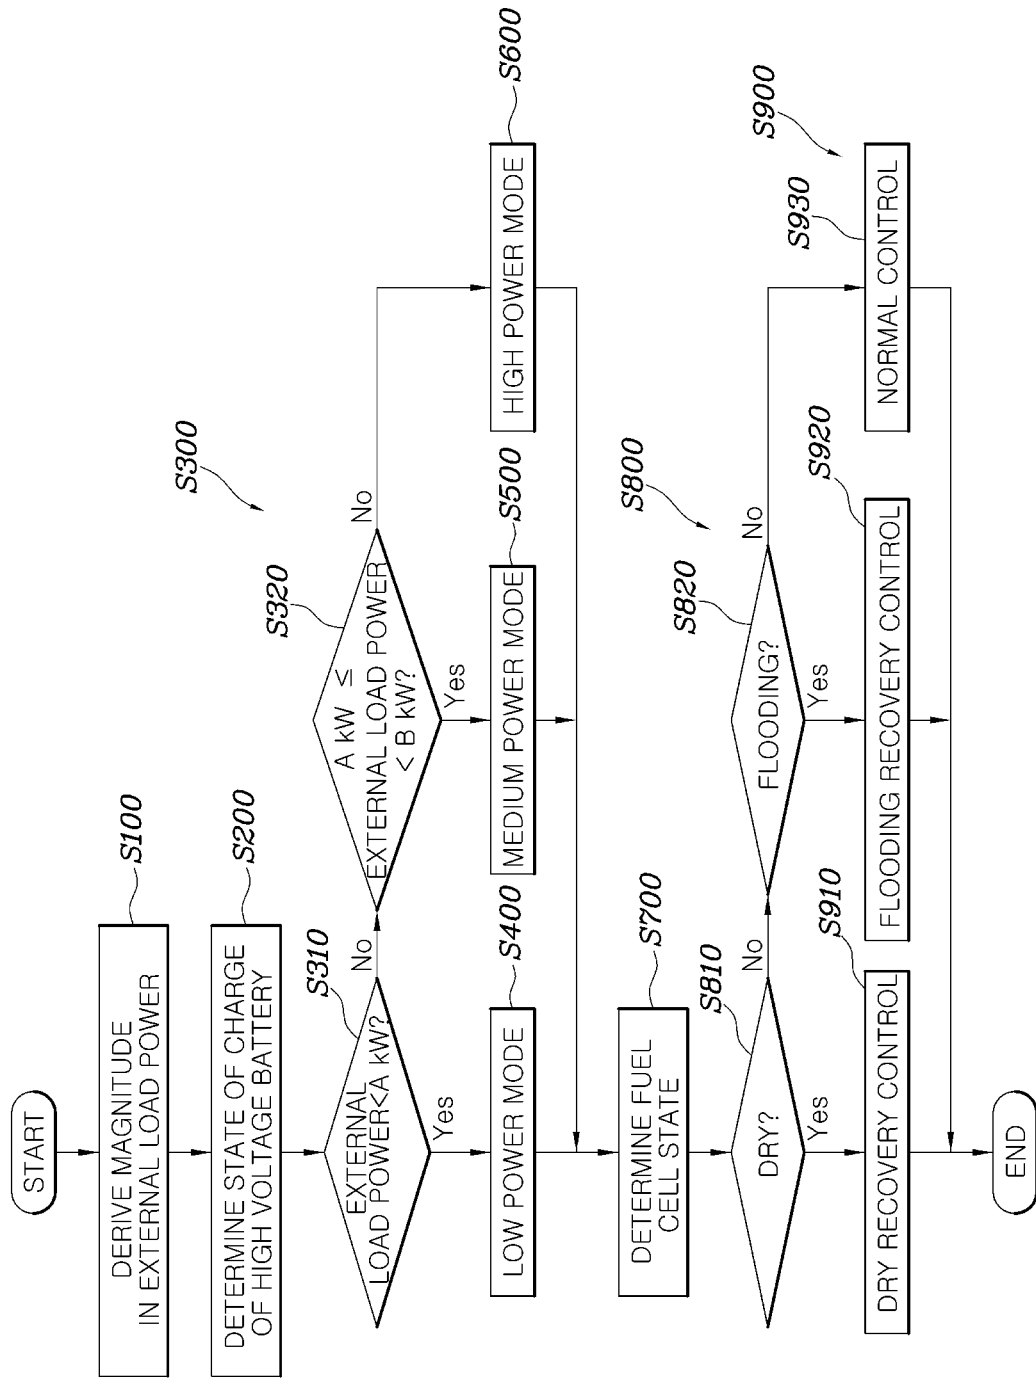 START
DERIVE MAGNITUDE
IN EXTERNAL LOAD POWER
S100
DETERMINE STATE OF CHARGE
OF HIGH VOLTAGE BATTERY
S200
S300
EXTERNAL
LOAD POWER<A kW?
S310
No
Yes
A kW ≤
EXTERNAL LOAD POWER
< B kW?
S320
No
Yes
LOW POWER MODE
S400
MEDIUM POWER MODE
S500
HIGH POWER MODE
S600
DETERMINE FUEL
CELL STATE
S700
S800
DRY?
S810
No
Yes
FLOODING?
S820
No
Yes
DRY RECOVERY CONTROL
S910
FLOODING RECOVERY CONTROL
S920
NORMAL CONTROL
S930
S900
END